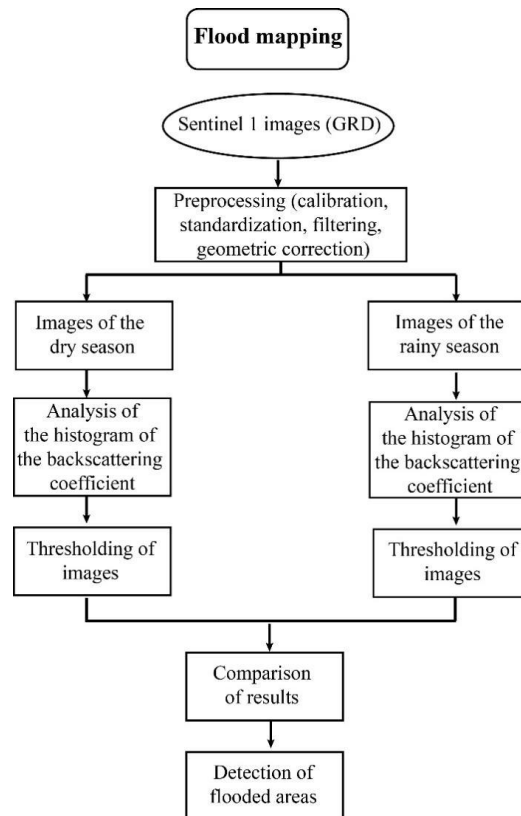 Flood mapping
Sentinel 1 images (GRD)
Preprocessing (calibration,
standardization, filtering,
geometric correction)
Images of the
dry season
Images of the
rainy season
Analysis of
the histogram of
the backscattering
coefficient
Analysis of
the histogram of
the backscattering
coefficient
Thresholding of
images
Thresholding of
images
Comparison
of results
Detection of
flooded areas